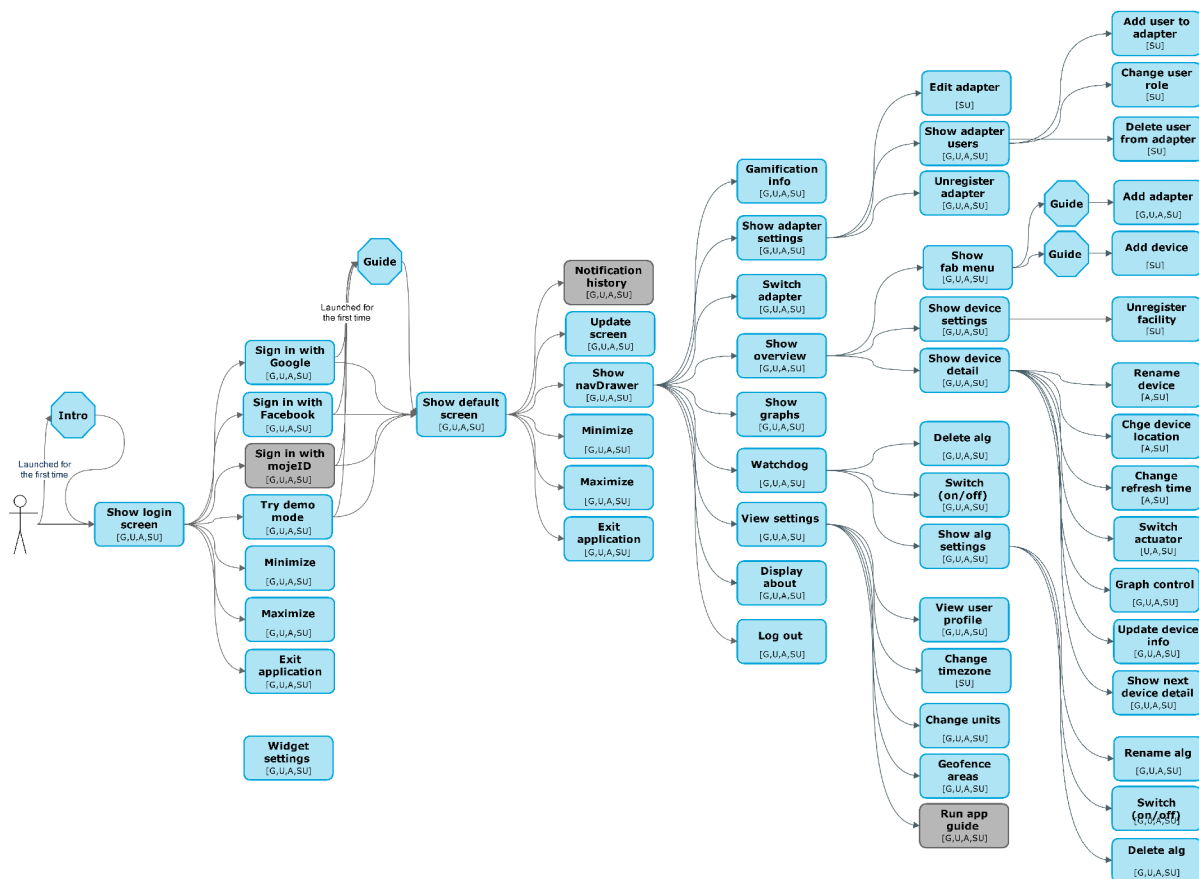 Launched for
the first time
Intro
Show login
screen
[G,U,A,SU]
Sign in with
Google
[G,U,A,SU]
Sign in with
Facebook
[G,U,A,SU]
Sign in with
mojeID
[G,U,A,SU]
Try demo
mode
[G,U,A,SU]
Minimize
[G,U,A,SU]
Maximize
[G,U,A,SU]
Exit
application
[G,U,A,SU]
Widget
settings
[G,U,A,SU]
Launched for
the first time
Guide
Show default
screen
[G,U,A,SU]
Notification
history
[G,U,A,SU]
Update
screen
[G,U,A,SU]
Show
navDrawer
[G,U,A,SU]
Minimize
[G,U,A,SU]
Maximize
[G,U,A,SU]
Exit
application
[G,U,A,SU]
Gamification
info
[G,U,A,SU]
Show adapter
settings
[G,U,A,SU]
Switch
adapter
[G,U,A,SU]
Show
overview
[G,U,A,SU]
Show
graphs
[G,U,A,SU]
Watchdog
[G,U,A,SU]
View settings
[G,U,A,SU]
Display
about
[G,U,A,SU]
Log out
[G,U,A,SU]
Edit adapter
[SU]
Show adapter
users
[G,U,A,SU]
Unregister
adapter
[G,U,A,SU]
Show
fab menu
[G,U,A,SU]
Show device
settings
[G,U,A,SU]
Show device
detail
[G,U,A,SU]
Delete alg
[G,U,A,SU]
Switch
(on/off)
[G,U,A,SU]
Show alg
settings
[G,U,A,SU]
View user
profile
[G,U,A,SU]
Change
timezone
[SU]
Change units
[G,U,A,SU]
Geofence
areas
[G,U,A,SU]
Run app
guide
[G,U,A,SU]
Guide
Guide
Add user to
adapter
[SU]
Change user
role
[SU]
Delete user
from adapter
[SU]
Add adapter
[G,U,A,SU]
Add device
[SU]
Unregister
facility
[SU]
Rename
device
[A,SU]
Chge device
location
[A,SU]
Change
refresh time
[A,SU]
Switch
actuator
[U,A,SU]
Graph control
[G,U,A,SU]
Update device
info
[G,U,A,SU]
Show next
device detail
[G,U,A,SU]
Rename alg
[G,U,A,SU]
Switch
(on/off)
[G,U,A,SU]
Delete alg
[G,U,A,SU]